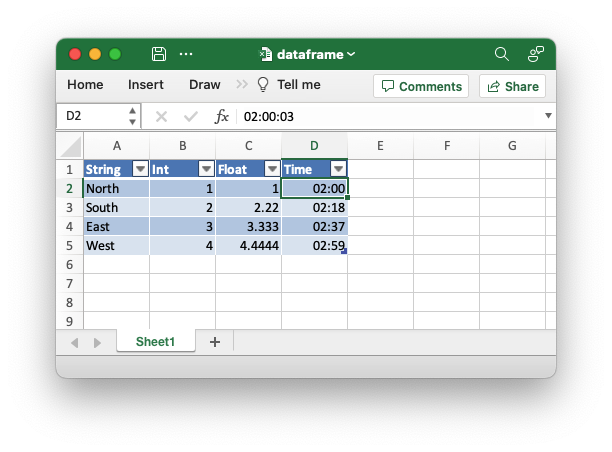 dataframe
Home Insert Draw Tell me Comments Share
D2 fx 02:00:03
A B C D E F G
1 String Int Float Time
2 North 1 1 02:00
3 South 2 2.22 02:18
4 East 3 3.333 02:37
5 West 4 4.4444 02:59
6
7
8
9
Sheet1 +